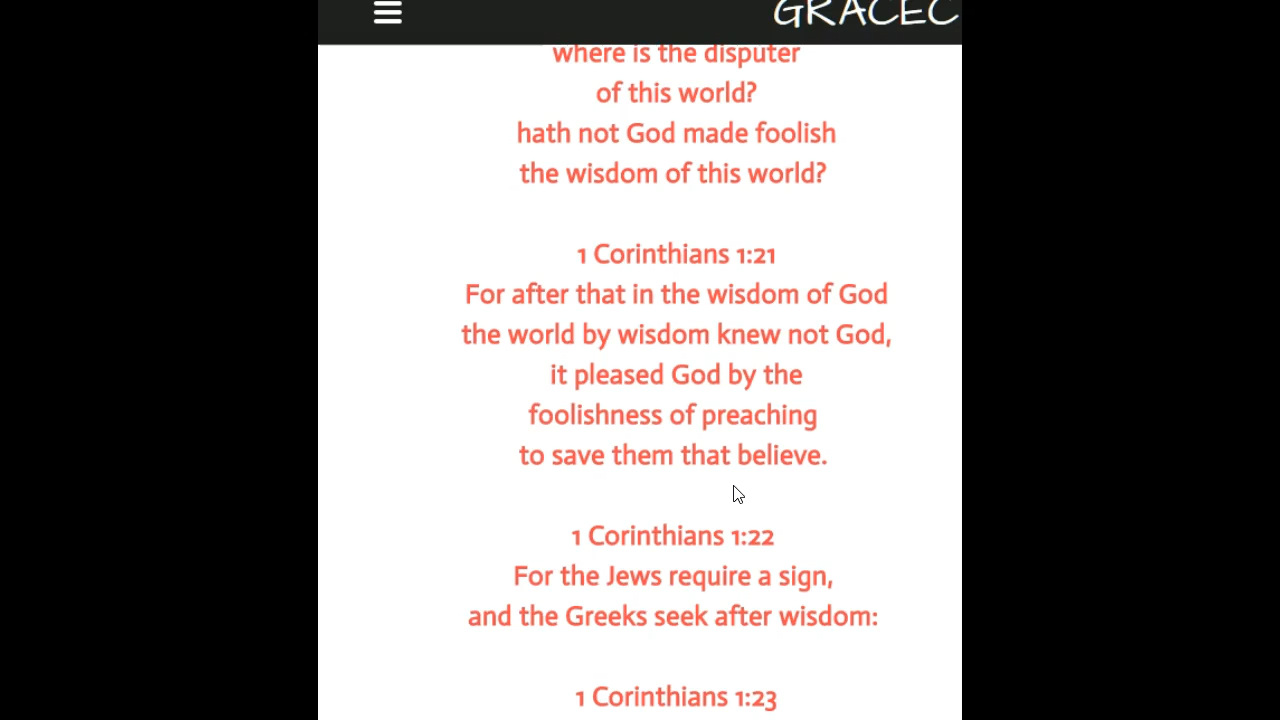 GRACEC
where is the disputer
of this world?
hath not God made foolish
the wisdom of this world?
1 Corinthians 1:21
For after that in the wisdom of God
the world by wisdom knew not God,
it pleased God by the
foolishness of preaching
to save them that believe.
1 Corinthians 1:22
For the Jews require a sign,
and the Greeks seek after wisdom:
1 Corinthians 1:23